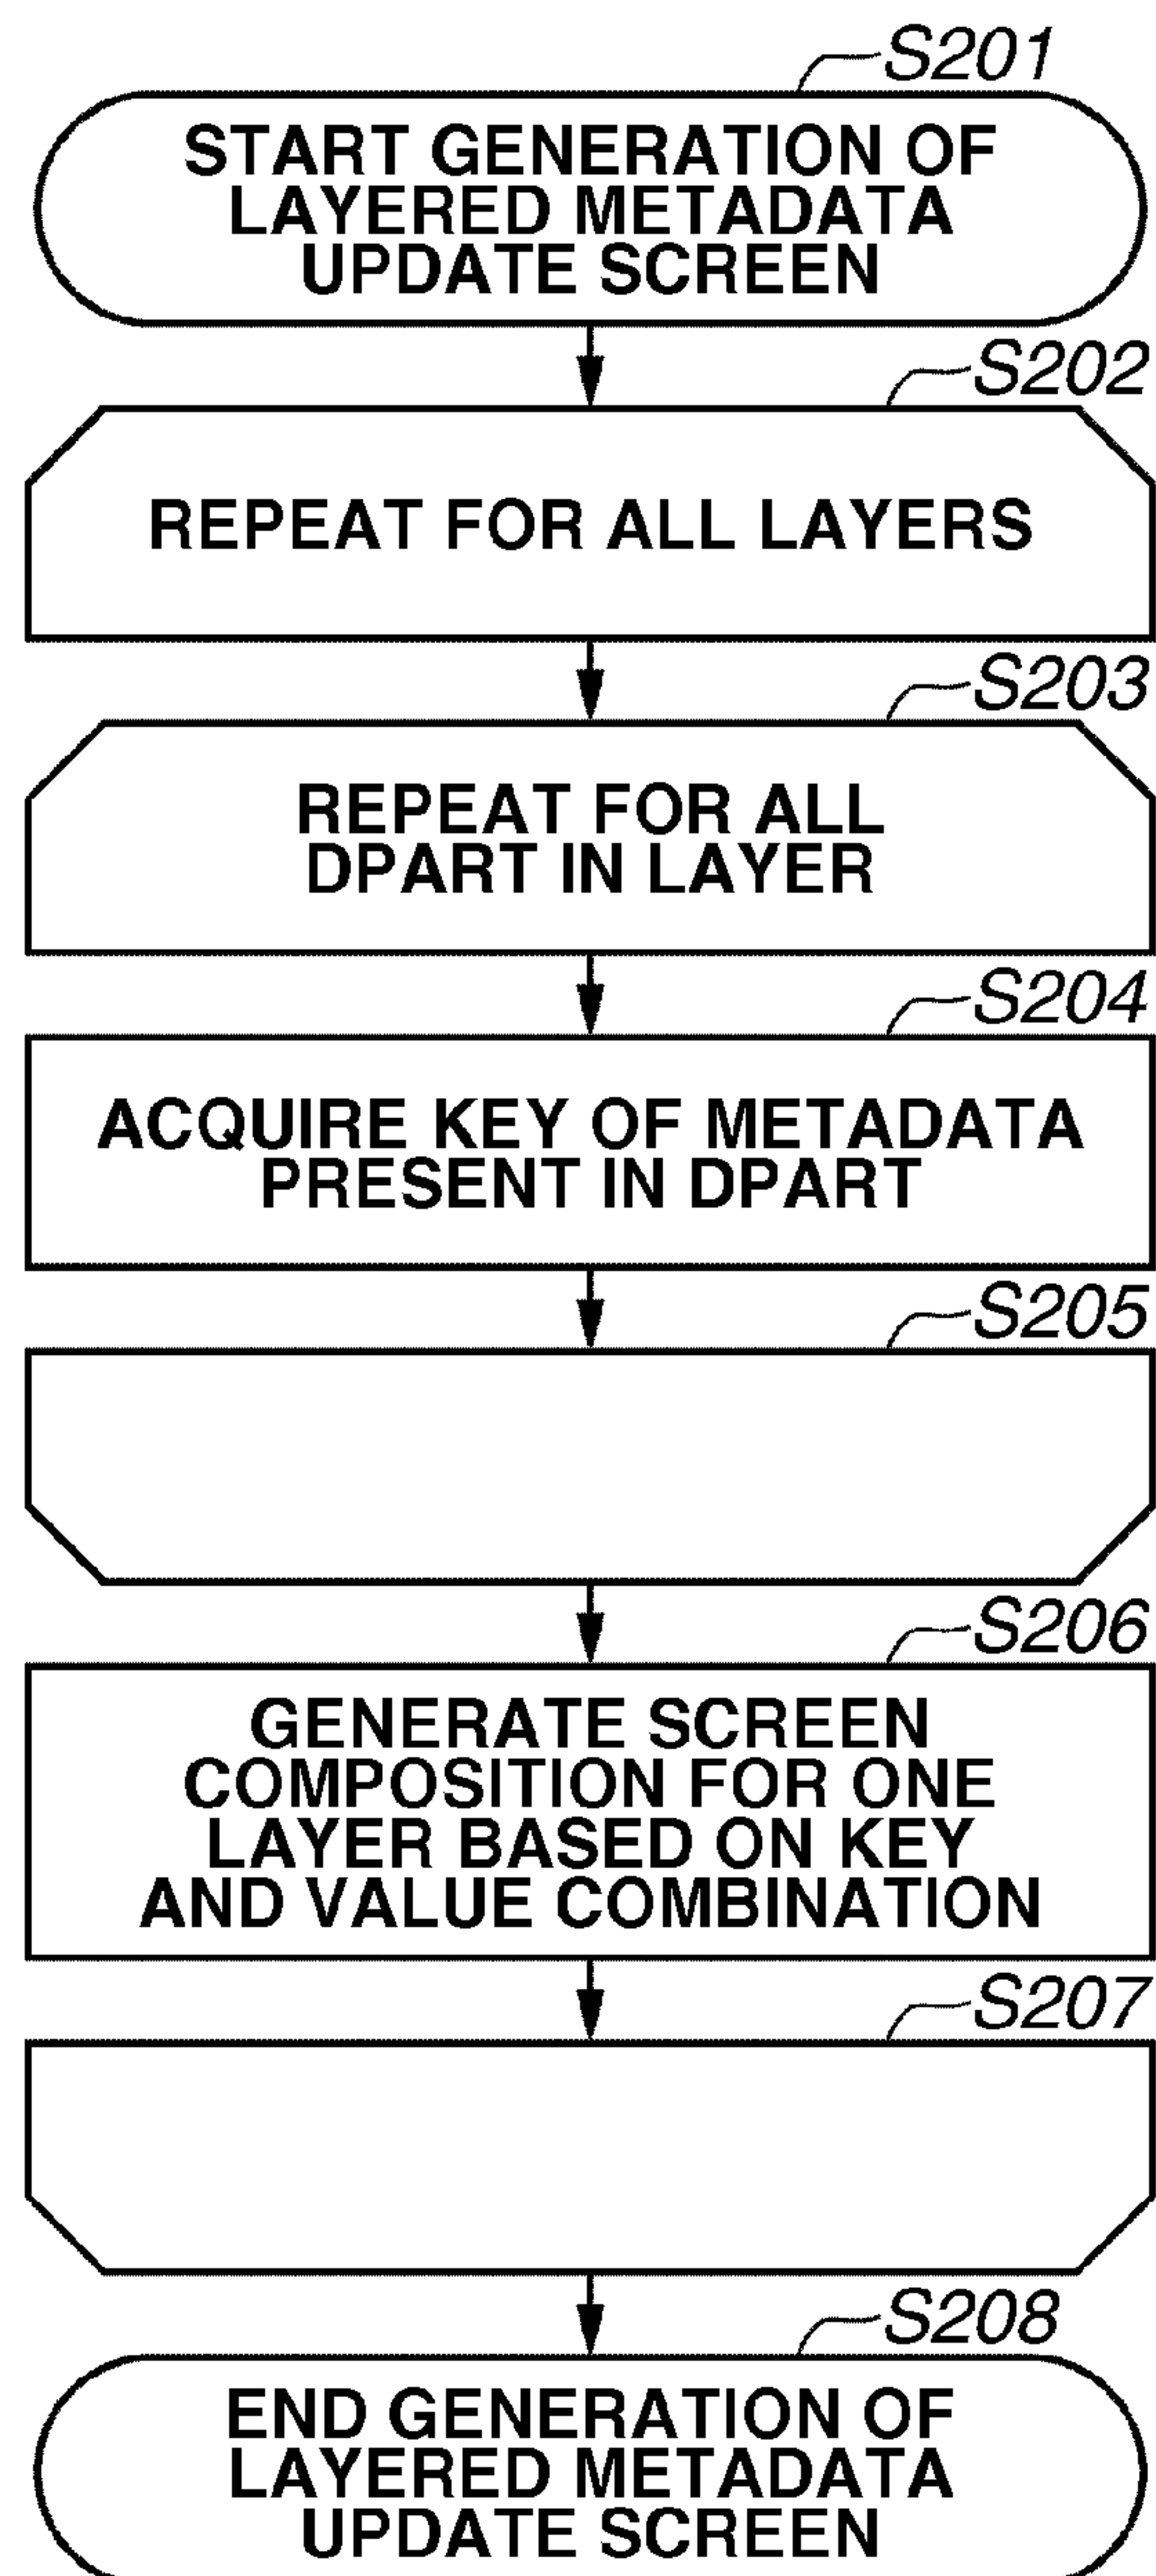 S201
START GENERATION OF
LAYERED METADATA
UPDATE SCREEN
S202
REPEAT FOR ALL LAYERS
S203
REPEAT FOR ALL
DPART IN LAYER
S204
ACQUIRE KEY OF METADATA
PRESENT IN DPART
S205
S206
GENERATE SCREEN
COMPOSITION FOR ONE
LAYER BASED ON KEY
AND VALUE COMBINATION
S207
S208
END GENERATION OF
LAYERED METADATA
UPDATE SCREEN